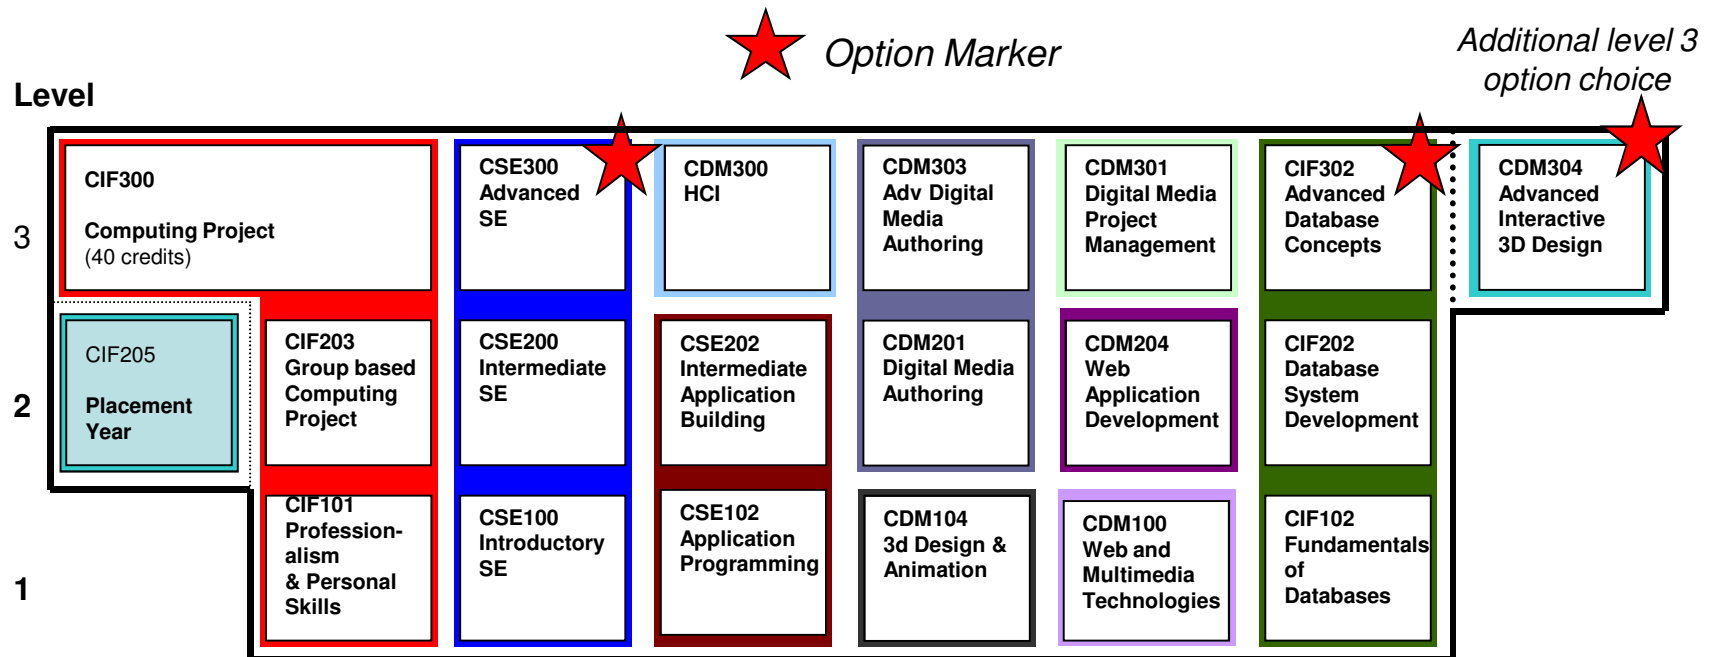 Option Marker
Additional level 3
option choice
Level
3
CIF300
Computing Project
(40 credits)
CSE300
Advanced
SE
CDM300
HCI
CDM303
Adv Digital
Media
Authoring
CDM301
Digital Media
Project
Management
CIF302
Advanced
Database
Concepts
CDM304
Advanced
Interactive
3D Design
2
CIF205
Placement
Year
CIF203
Group based
Computing
Project
CSE200
Intermediate
SE
CSE202
Intermediate
Application
Building
CDM201
Digital Media
Authoring
CDM204
Web
Application
Development
CIF202
Database
System
Development
1
CIF101
Profession-
alism
& Personal
Skills
CSE100
Introductory
SE
CSE102
Application
Programming
CDM104
3d Design &
Animation
CDM100
Web and
Multimedia
Technologies
CIF102
Fundamentals
of
Databases